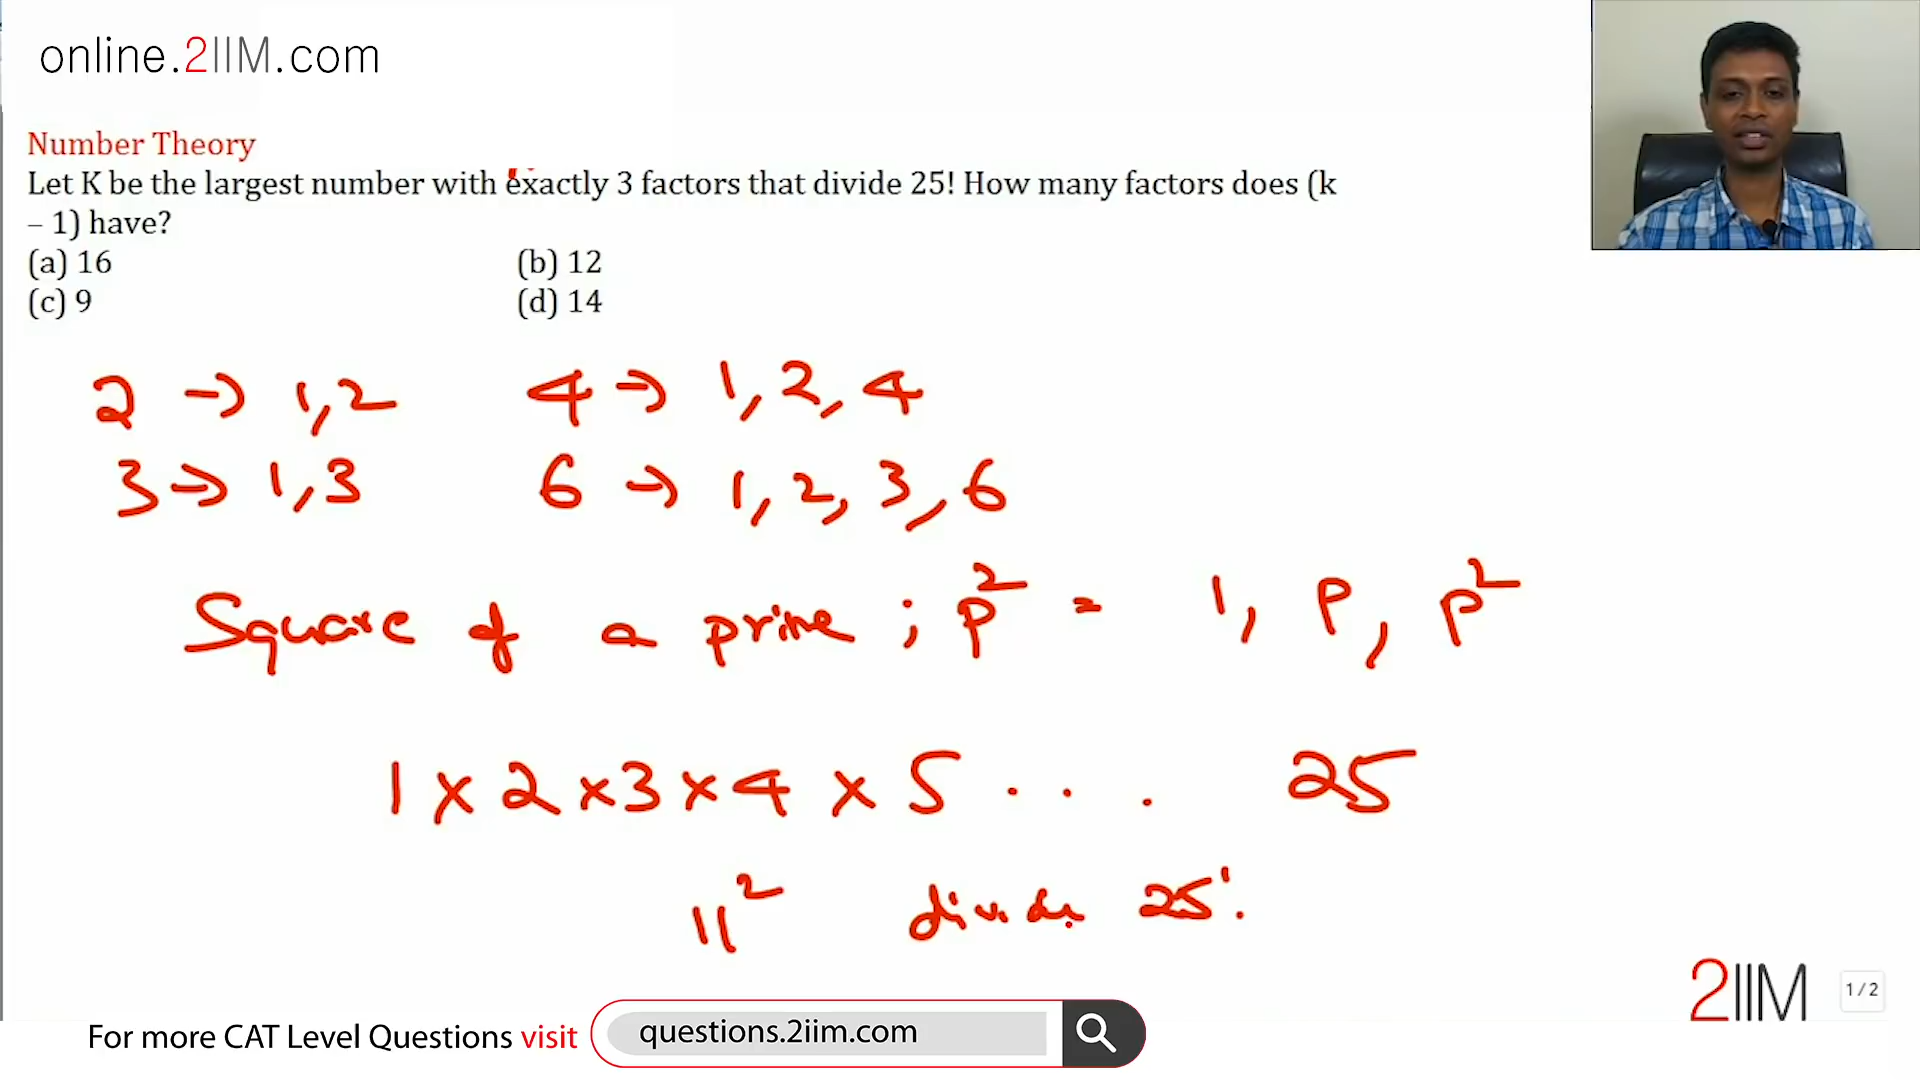 online.2IIM.com
Number Theory
Let K be the largest number with exactly 3 factors that divide 25! How many factors does (k
– 1) have?
(a) 16 (b) 12
(c) 9 (d) 14
2 → 1,2 4 → 1, 2, 4
3 → 1,3 6 → 1, 2, 3, 6
Square of a prime ; p² = 1, p, p²
1 x 2 x 3 x 4 x 5 . . . 25
11² divides 25!
2IIM 1 / 2
For more CAT Level Questions visit questions.2iim.com